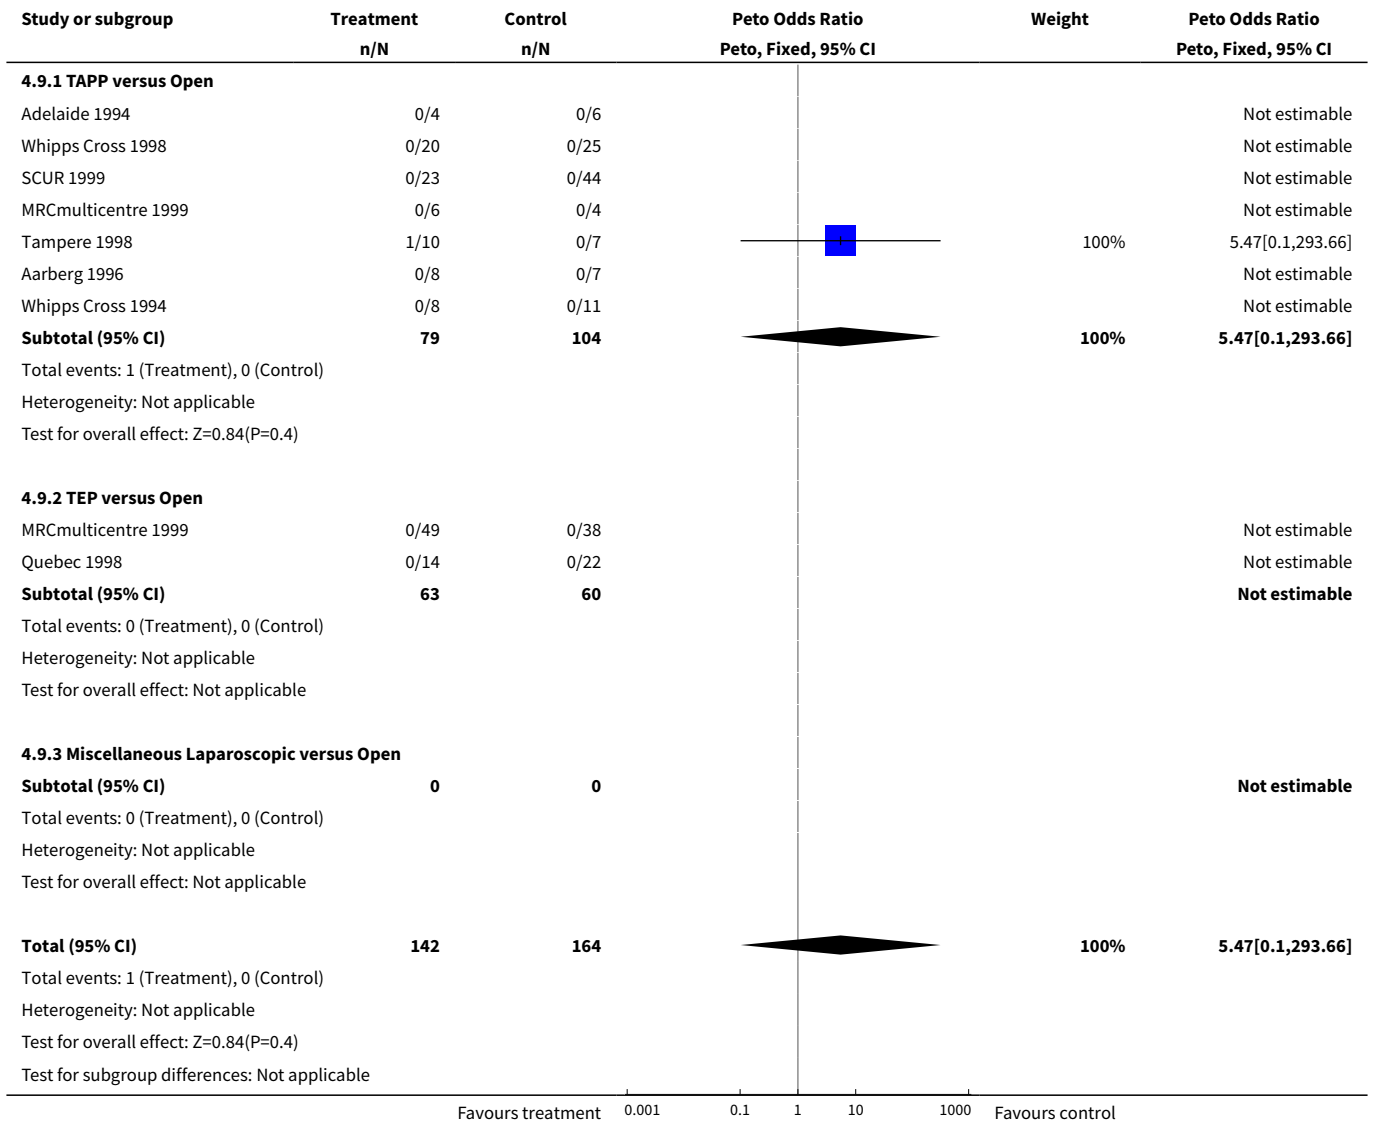 Study or subgroup Treatment Control Peto Odds Ratio Weight Peto Odds Ratio
n/N n/N Peto, Fixed, 95% CI Peto, Fixed, 95% CI
4.9.1 TAPP versus Open
Adelaide 1994 0/4 0/6 Not estimable
Whipps Cross 1998 0/20 0/25 Not estimable
SCUR 1999 0/23 0/44 Not estimable
MRCmulticentre 1999 0/6 0/4 Not estimable
Tampere 1998 1/10 0/7 100% 5.47[0.1,293.66]
Aarberg 1996 0/8 0/7 Not estimable
Whipps Cross 1994 0/8 0/11 Not estimable
Subtotal (95% CI) 79 104 100% 5.47[0.1,293.66]
Total events: 1 (Treatment), 0 (Control)
Heterogeneity: Not applicable
Test for overall effect: Z=0.84(P=0.4)
4.9.2 TEP versus Open
MRCmulticentre 1999 0/49 0/38 Not estimable
Quebec 1998 0/14 0/22 Not estimable
Subtotal (95% CI) 63 60 Not estimable
Total events: 0 (Treatment), 0 (Control)
Heterogeneity: Not applicable
Test for overall effect: Not applicable
4.9.3 Miscellaneous Laparoscopic versus Open
Subtotal (95% CI) 0 0 Not estimable
Total events: 0 (Treatment), 0 (Control)
Heterogeneity: Not applicable
Test for overall effect: Not applicable
Total (95% CI) 142 164 100% 5.47[0.1,293.66]
Total events: 1 (Treatment), 0 (Control)
Heterogeneity: Not applicable
Test for overall effect: Z=0.84(P=0.4)
Test for subgroup differences: Not applicable
Favours treatment 0.001 0.1 1 10 1000 Favours control